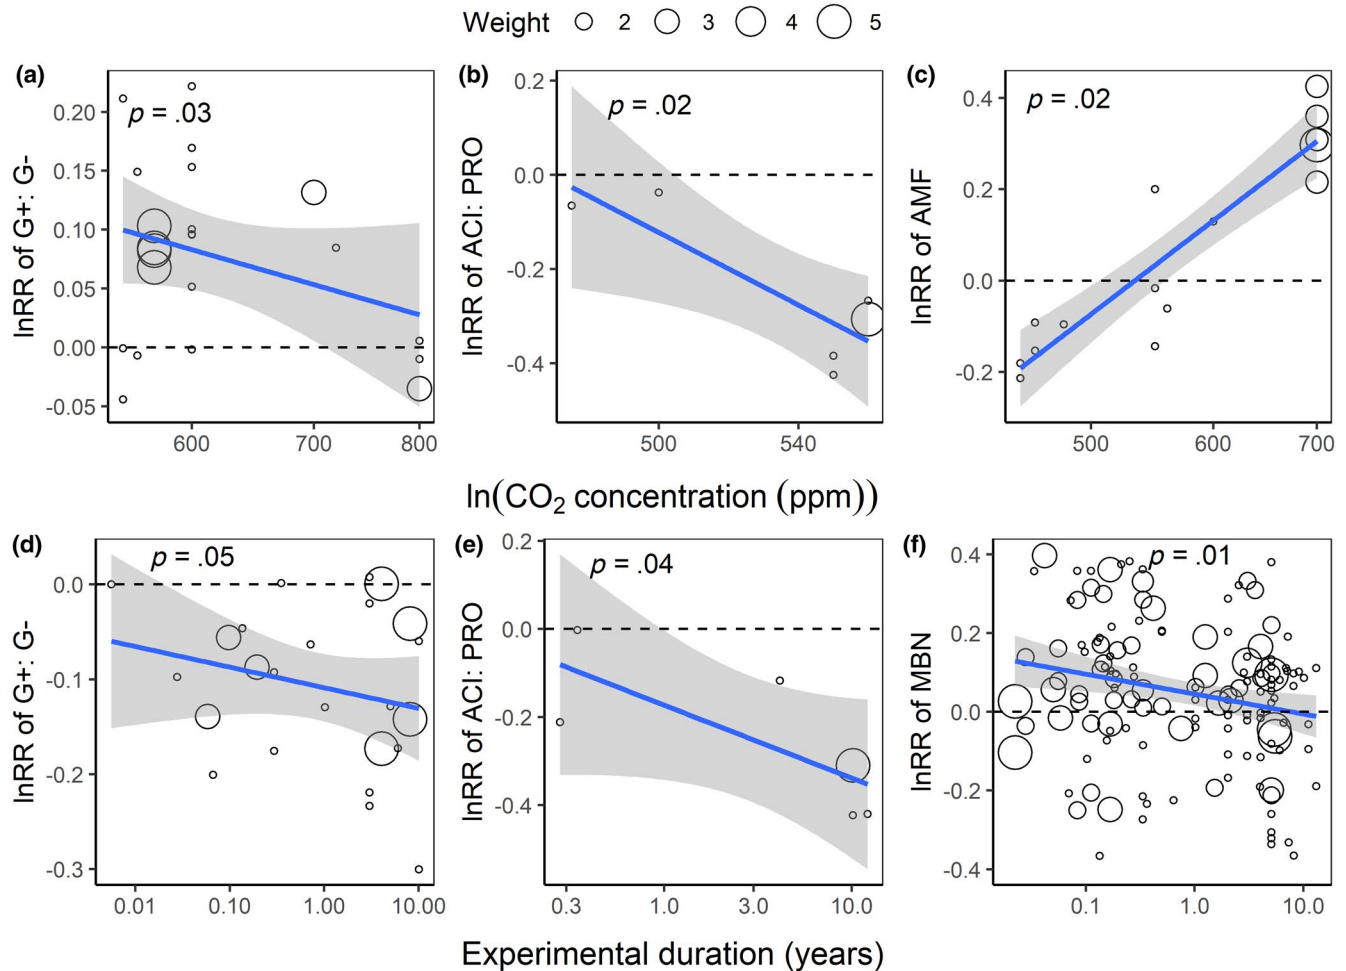 Weight 2 3 4 5
(a) (b) (c)
p = .03 p = .02 p = .02
lnRR of G+: G-
0.20
0.15
0.10
0.05
0.00
-0.05
600 700 800
lnRR of ACI: PRO
0.2
0.0
-0.2
-0.4
500 540
lnRR of AMF
0.4
0.2
0.0
-0.2
500 600 700
ln(CO2 concentration (ppm))
(d) (e) (f)
p = .05 p = .04 p = .01
lnRR of G+: G-
0.0
-0.1
-0.2
-0.3
0.01 0.10 1.00 10.00
lnRR of ACI: PRO
0.2
0.0
-0.2
-0.4
0.3 1.0 3.0 10.0
lnRR of MBN
0.4
0.2
0.0
-0.2
-0.4
0.1 1.0 10.0
Experimental duration (years)